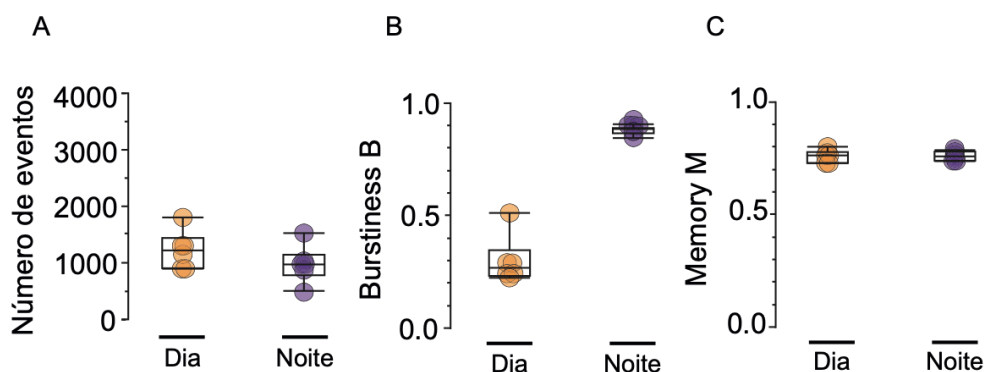 A
Número de eventos
4000
3000
2000
1000
0
Dia
Noite
B
Burstiness B
1.0
0.5
0.0
Dia
Noite
C
Memory M
1.0
0.5
0.0
Dia
Noite